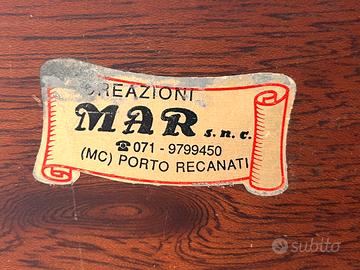 CREAZIONI
MAR s.n.c.
☎ 071 - 9799450
(MC) PORTO RECANATI
subito